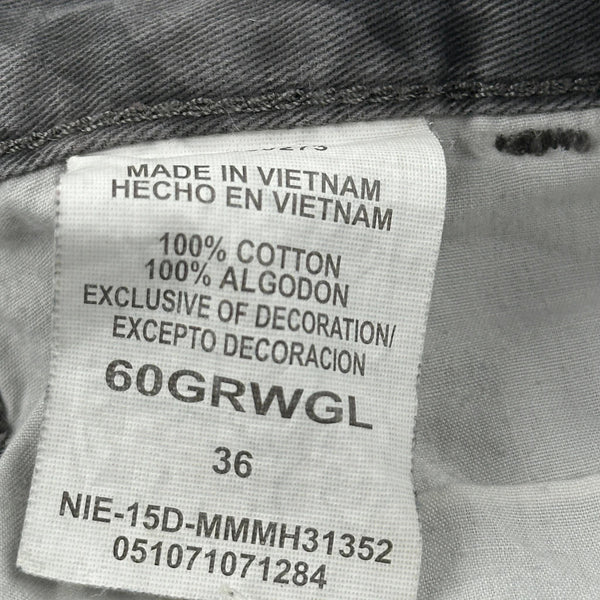 MADE IN VIETNAM
HECHO EN VIETNAM
100% COTTON
100% ALGODON
EXCLUSIVE OF DECORATION/
EXCEPTO DECORACION
60GRWGL
36
NIE-15D-MMMH31352
051071071284